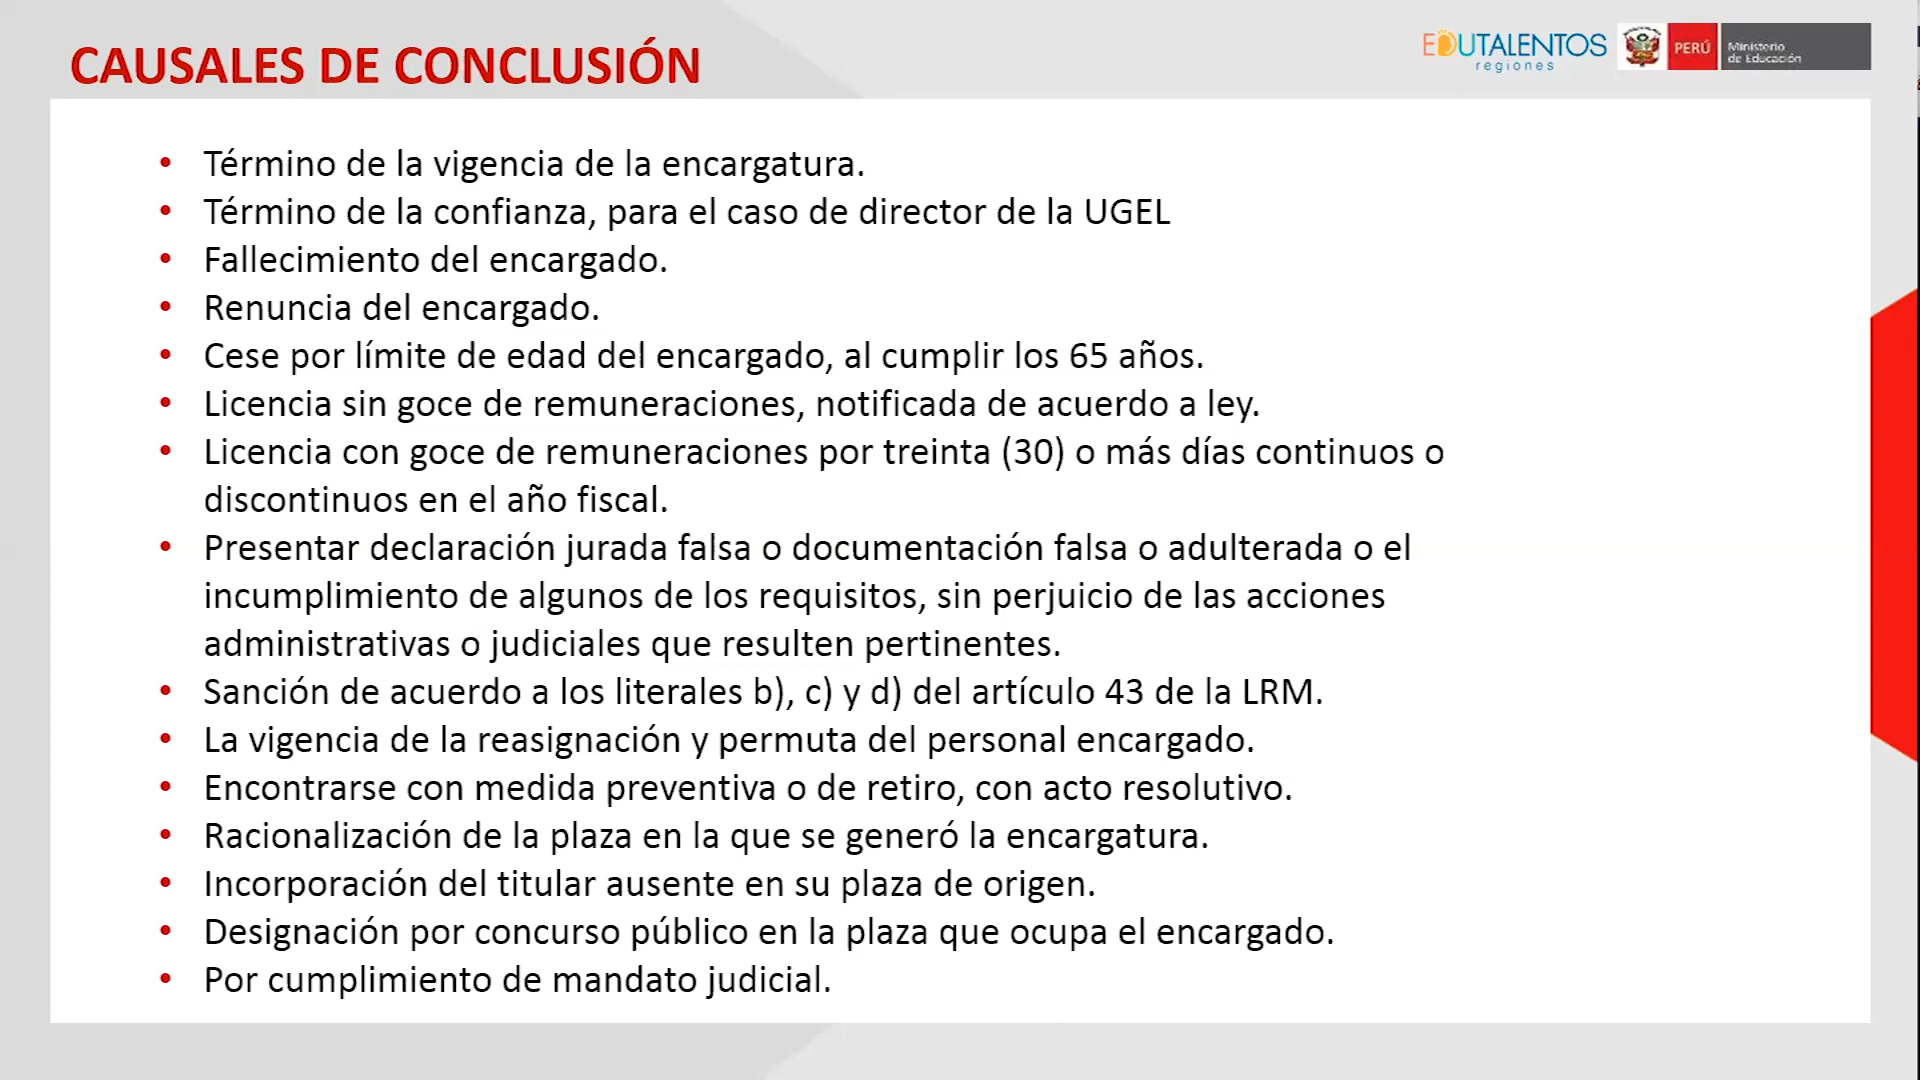 CAUSALES DE CONCLUSIÓN
EDUTALENTOS
regiones
PERÚ
Ministerio
de Educación
• Término de la vigencia de la encargatura.
• Término de la confianza, para el caso de director de la UGEL
• Fallecimiento del encargado.
• Renuncia del encargado.
• Cese por límite de edad del encargado, al cumplir los 65 años.
• Licencia sin goce de remuneraciones, notificada de acuerdo a ley.
• Licencia con goce de remuneraciones por treinta (30) o más días continuos o
discontinuos en el año fiscal.
• Presentar declaración jurada falsa o documentación falsa o adulterada o el
incumplimiento de algunos de los requisitos, sin perjuicio de las acciones
administrativas o judiciales que resulten pertinentes.
• Sanción de acuerdo a los literales b), c) y d) del artículo 43 de la LRM.
• La vigencia de la reasignación y permuta del personal encargado.
• Encontrarse con medida preventiva o de retiro, con acto resolutivo.
• Racionalización de la plaza en la que se generó la encargatura.
• Incorporación del titular ausente en su plaza de origen.
• Designación por concurso público en la plaza que ocupa el encargado.
• Por cumplimiento de mandato judicial.